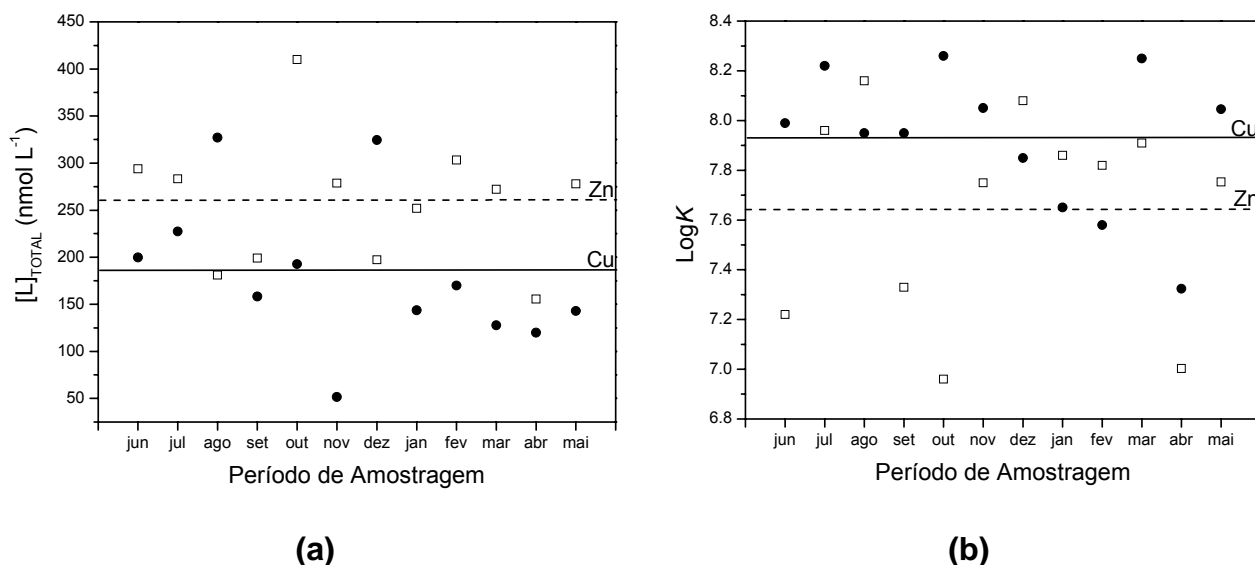 450
400
350
300
250
200
150
100
50
[L]TOTAL (nmol L-1)
Zn
Cu
jun jul ago set out nov dez jan fev mar abr mai
Período de Amostragem
(a)
8.4
8.2
8.0
7.8
7.6
7.4
7.2
7.0
6.8
LogK
Cu
Zn
jun jul ago set out nov dez jan fev mar abr mai
Período de Amostragem
(b)